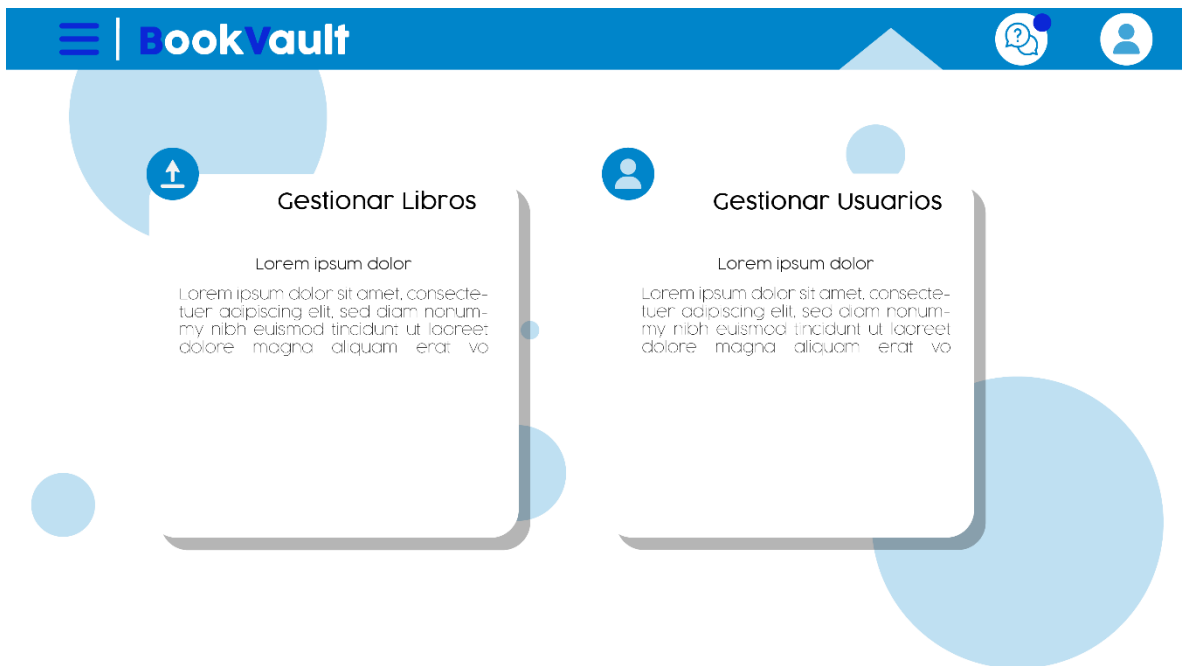 BookVault
Gestionar Libros
Lorem ipsum dolor
Lorem ipsum dolor sit amet, consecte-
tuer adipiscing elit, sed diam nonum-
my nibh euismod tincidunt ut laoreet
dolore magna aliquam erat vo
Gestionar Usuarios
Lorem ipsum dolor
Lorem ipsum dolor sit amet, consecte-
tuer adipiscing elit, sed diam nonum-
my nibh euismod tincidunt ut laoreet
dolore magna aliquam erat vo